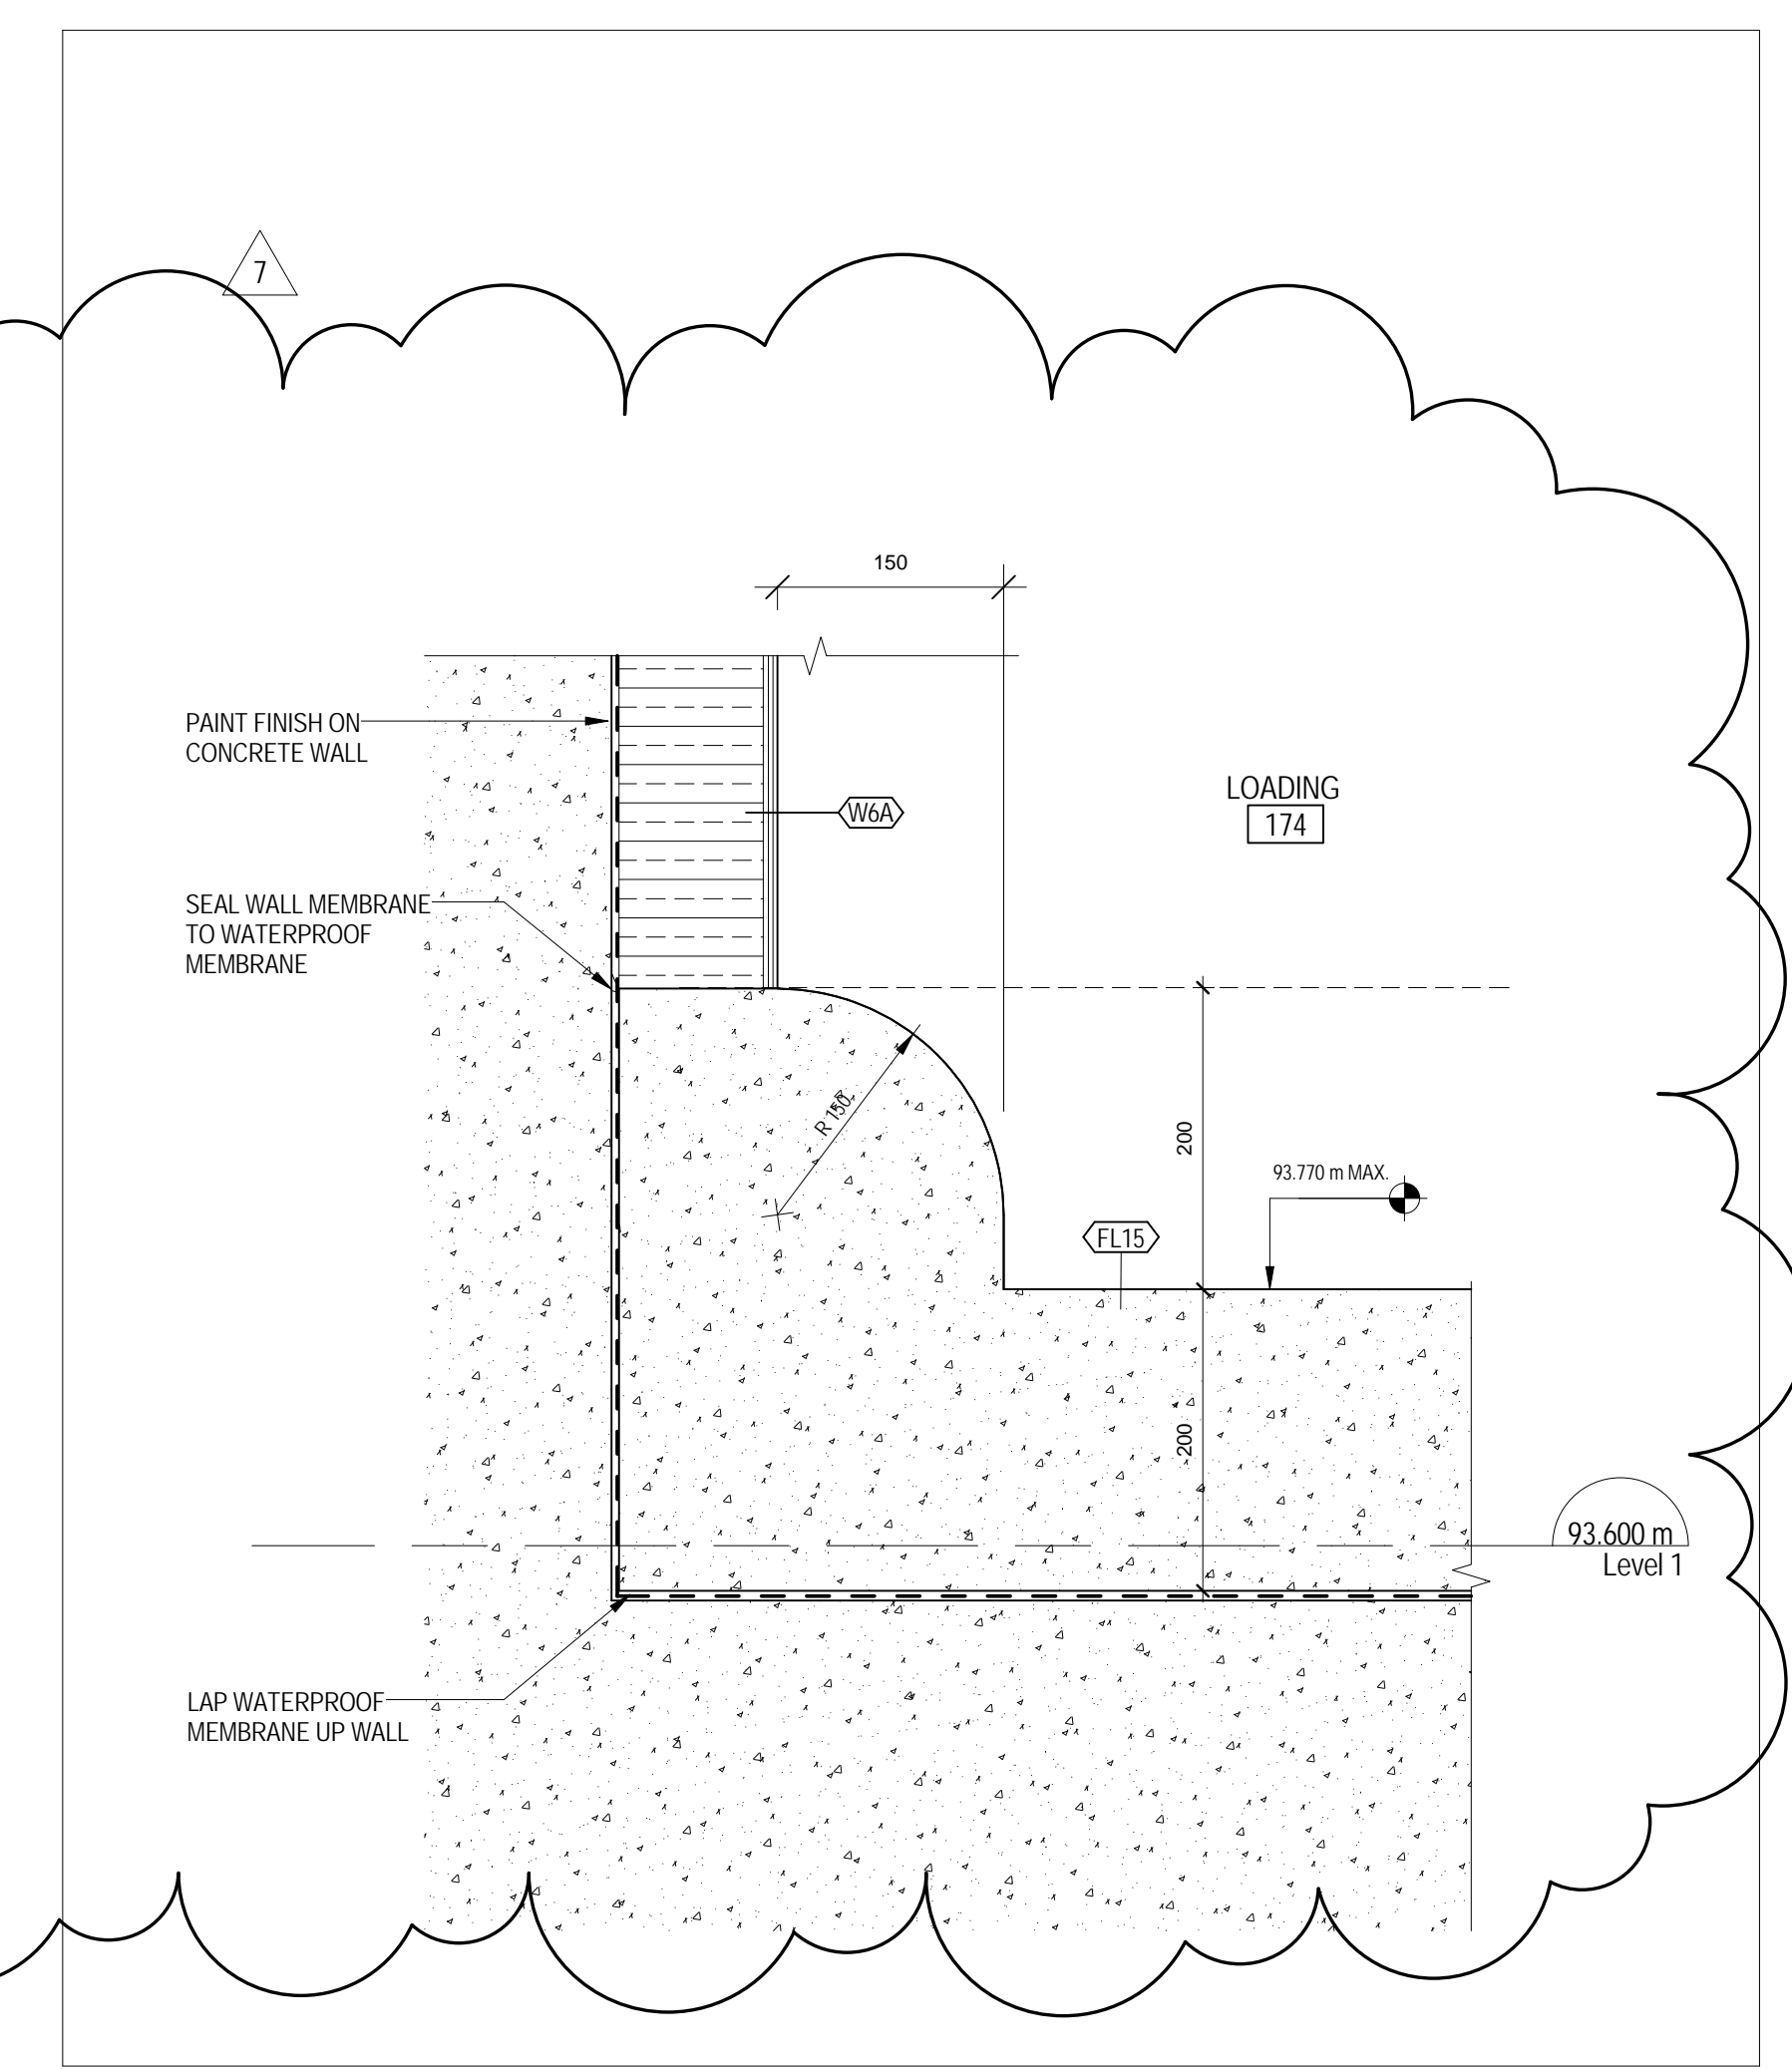 7
150
PAINT FINISH ON
CONCRETE WALL
W6A
LOADING
174
SEAL WALL MEMBRANE
TO WATERPROOF
MEMBRANE
R 150
200
93.770 m MAX.
FL15
200
93.600 m
Level 1
LAP WATERPROOF
MEMBRANE UP WALL